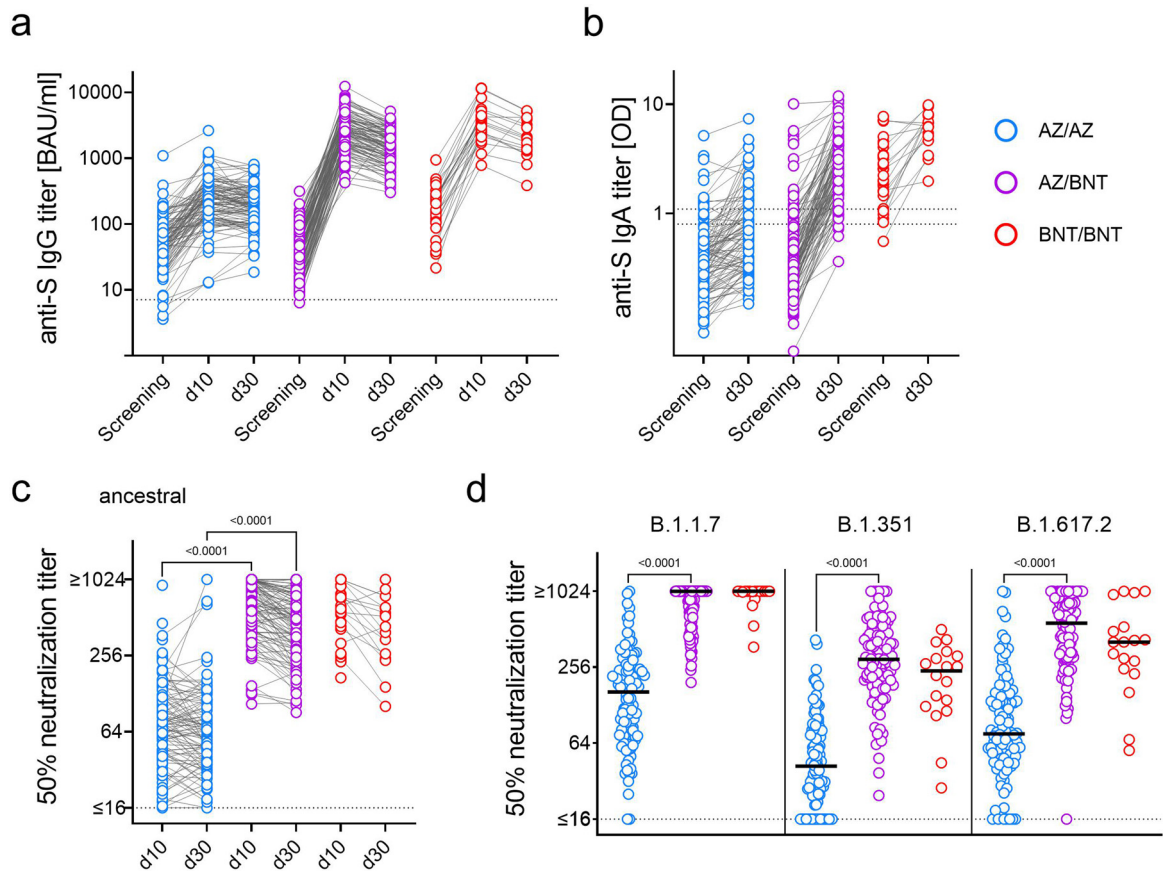 a
anti-S IgG titer [BAU/ml]
10000
1000
100
10
Screening
d10
d30
Screening
d10
d30
Screening
d10
d30
b
anti-S IgA titer [OD]
10
1
Screening
d30
Screening
d30
Screening
d30
AZ/AZ
AZ/BNT
BNT/BNT
c
ancestral
<0.0001
<0.0001
50% neutralization titer
≥1024
256
64
≤16
d10
d30
d10
d30
d10
d30
d
B.1.1.7
B.1.351
B.1.617.2
<0.0001
<0.0001
<0.0001
50% neutralization titer
≥1024
256
64
≤16